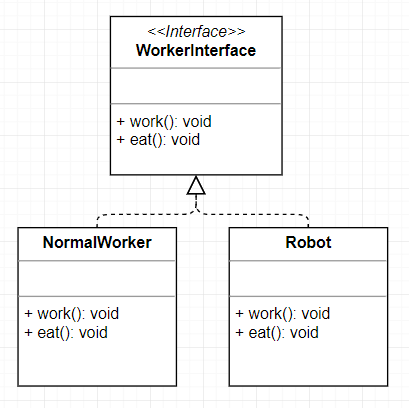 <<Interface>>
WorkerInterface
+ work(): void
+ eat(): void
NormalWorker
+ work(): void
+ eat(): void
Robot
+ work(): void
+ eat(): void